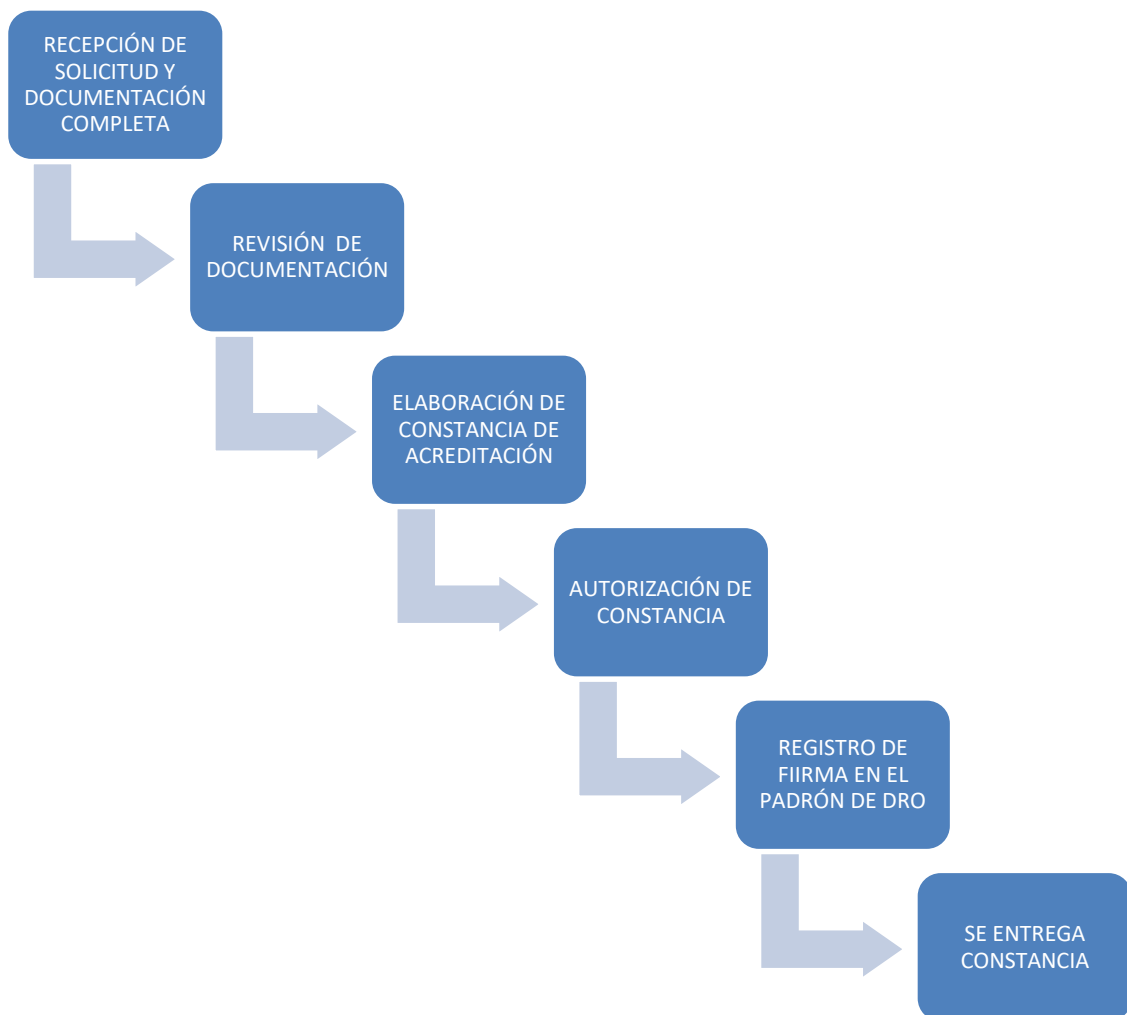 RECEPCIÓN DE
SOLICITUD Y
DOCUMENTACIÓN
COMPLETA
REVISIÓN DE
DOCUMENTACIÓN
ELABORACIÓN DE
CONSTANCIA DE
ACREDITACIÓN
AUTORIZACIÓN DE
CONSTANCIA
REGISTRO DE
FIIRMA EN EL
PADRÓN DE DRO
SE ENTREGA
CONSTANCIA